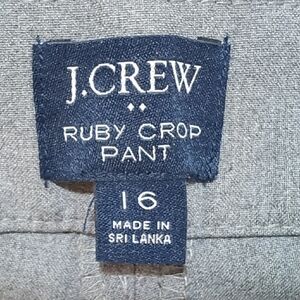 J.CREW
RUBY CROP
PANT
16
MADE IN
SRI LANKA